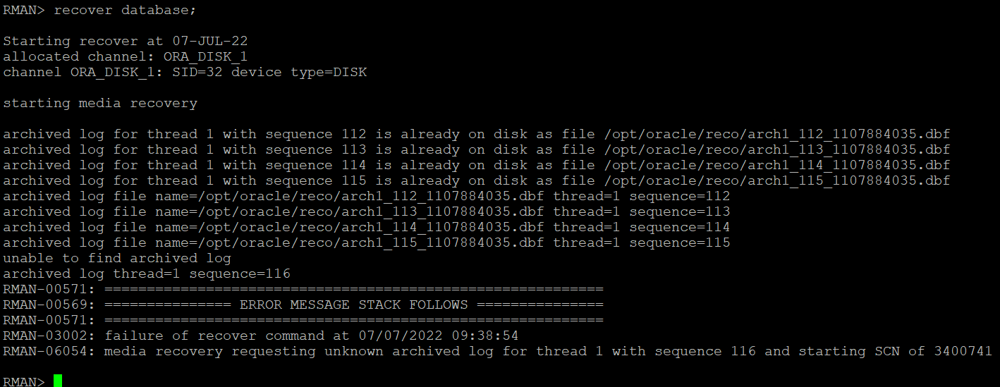 RMAN> recover database;
Starting recover at 07-JUL-22
allocated channel: ORA_DISK_1
channel ORA_DISK_1: SID=32 device type=DISK
starting media recovery
archived log for thread 1 with sequence 112 is already on disk as file /opt/oracle/reco/arch1_112_1107884035.dbf
archived log for thread 1 with sequence 113 is already on disk as file /opt/oracle/reco/arch1_113_1107884035.dbf
archived log for thread 1 with sequence 114 is already on disk as file /opt/oracle/reco/arch1_114_1107884035.dbf
archived log for thread 1 with sequence 115 is already on disk as file /opt/oracle/reco/arch1_115_1107884035.dbf
archived log file name=/opt/oracle/reco/arch1_112_1107884035.dbf thread=1 sequence=112
archived log file name=/opt/oracle/reco/arch1_113_1107884035.dbf thread=1 sequence=113
archived log file name=/opt/oracle/reco/arch1_114_1107884035.dbf thread=1 sequence=114
archived log file name=/opt/oracle/reco/arch1_115_1107884035.dbf thread=1 sequence=115
unable to find archived log
archived log thread=1 sequence=116
RMAN-00571: ===========================================================
RMAN-00569: =============== ERROR MESSAGE STACK FOLLOWS ===============
RMAN-00571: ===========================================================
RMAN-03002: failure of recover command at 07/07/2022 09:38:54
RMAN-06054: media recovery requesting unknown archived log for thread 1 with sequence 116 and starting SCN of 3400741
RMAN>